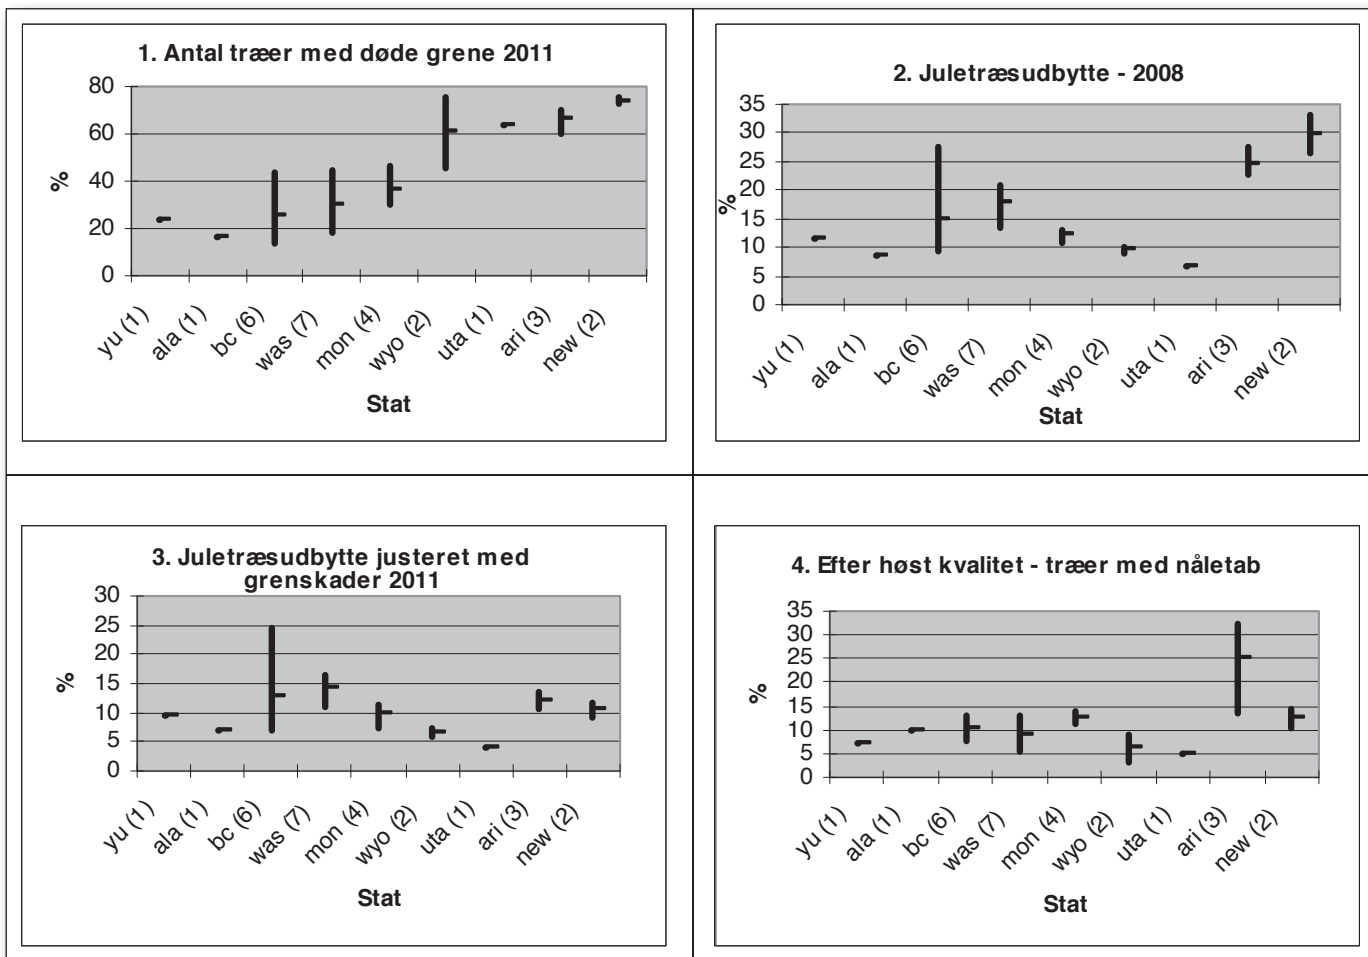 1. Antal træer med døde grene 2011
80
60
40
20
0
%
yu (1)
ala (1)
bc (6)
was (7)
mon (4)
wyo (2)
uta (1)
ari (3)
new (2)
Stat
2. Juletræsudbytte - 2008
35
30
25
20
15
10
5
0
%
yu (1)
ala (1)
bc (6)
was (7)
mon (4)
wyo (2)
uta (1)
ari (3)
new (2)
Stat
3. Juletræsudbytte justeret med
grenskader 2011
30
25
20
15
10
5
0
%
yu (1)
ala (1)
bc (6)
was (7)
mon (4)
wyo (2)
uta (1)
ari (3)
new (2)
Stat
4. Efter høst kvalitet - træer med nåletab
35
30
25
20
15
10
5
0
%
yu (1)
ala (1)
bc (6)
was (7)
mon (4)
wyo (2)
uta (1)
ari (3)
new (2)
Stat